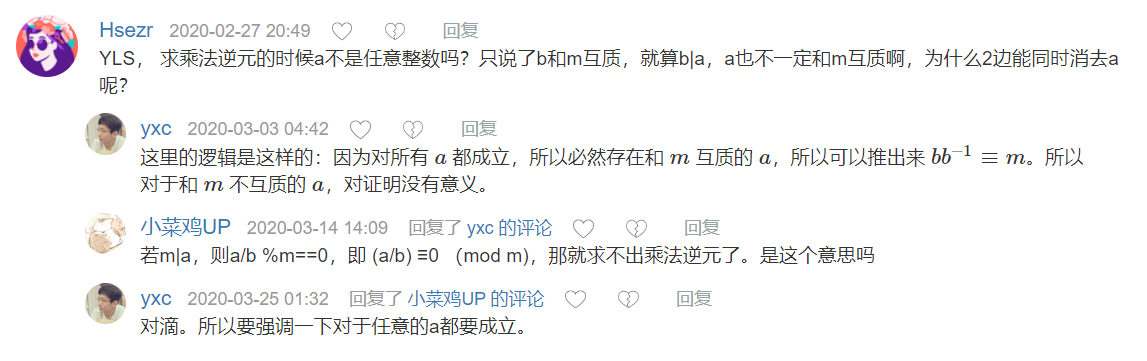 Hsezr 2020-02-27 20:49 回复
YLS， 求乘法逆元的时候a不是任意整数吗？只说了b和m互质，就算b|a，a也不一定和m互质啊，为什么2边能同时消去a
呢？
yxc 2020-03-03 04:42 回复
这里的逻辑是这样的：因为对所有 a 都成立，所以必然存在和 m 互质的 a，所以可以推出来 bb⁻¹ ≡ m。所以
对于和 m 不互质的 a，对证明没有意义。
小菜鸡UP 2020-03-14 14:09 回复了 yxc 的评论 回复
若m|a，则a/b %m==0，即 (a/b) ≡0 （mod m)，那就求不出乘法逆元了。是这个意思吗
yxc 2020-03-25 01:32 回复了 小菜鸡UP 的评论 回复
对滴。所以要强调一下对于任意的a都要成立。